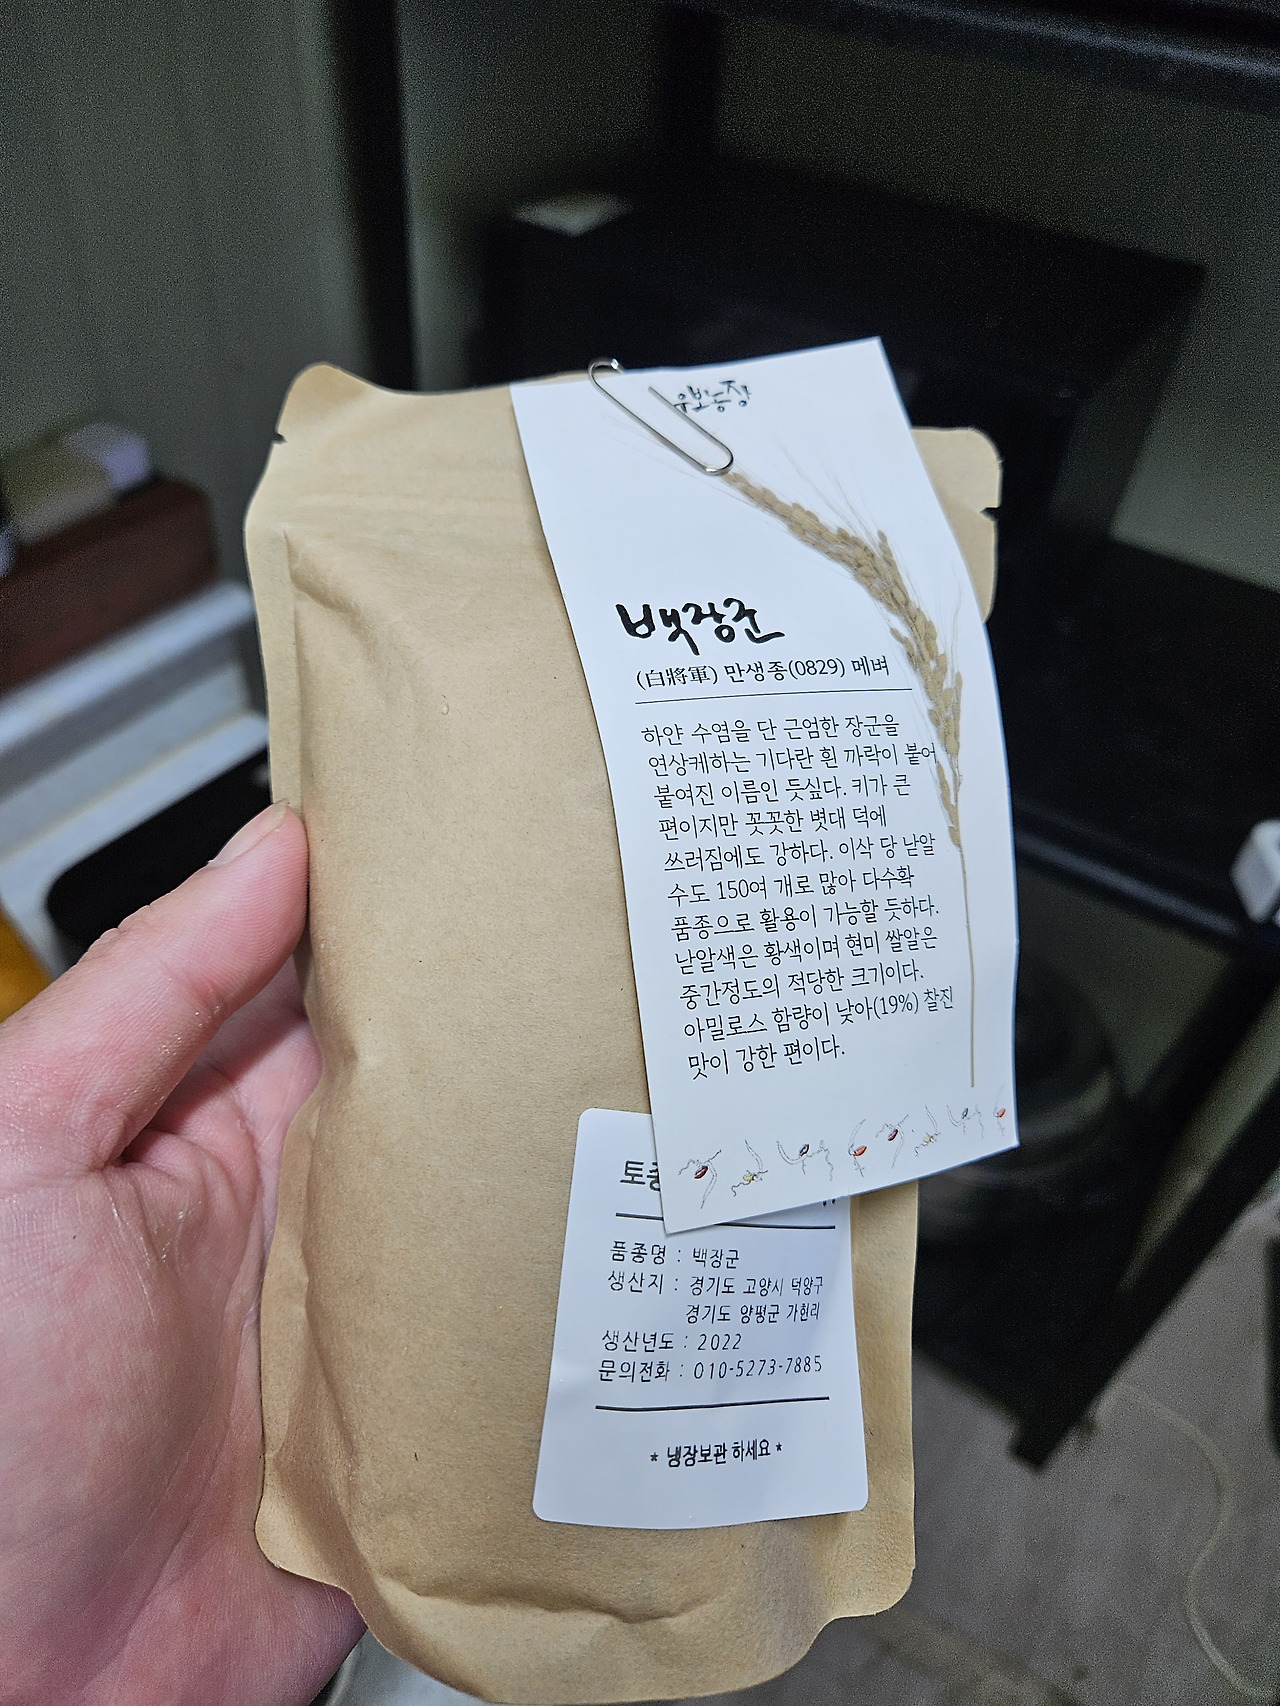 우보농장
백장군
(白將軍) 만생종(0829) 메벼
하얀 수염을 단 근엄한 장군을
연상케하는 기다란 흰 까락이 붙어
붙여진 이름인 듯싶다. 키가 큰
편이지만 꼿꼿한 볏대 덕에
쓰러짐에도 강하다. 이삭 당 낟알
수도 150여 개로 많아 다수확
품종으로 활용이 가능할 듯하다.
낟알색은 황색이며 현미 쌀알은
중간정도의 적당한 크기이다.
아밀로스 함량이 낮아(19%) 찰진
맛이 강한 편이다.
품종명 : 백장군
생산지 : 경기도 고양시 덕양구
경기도 양평군 가현리
생산년도 : 2022
문의전화 : 010-5273-7885
* 냉장보관 하세요 *